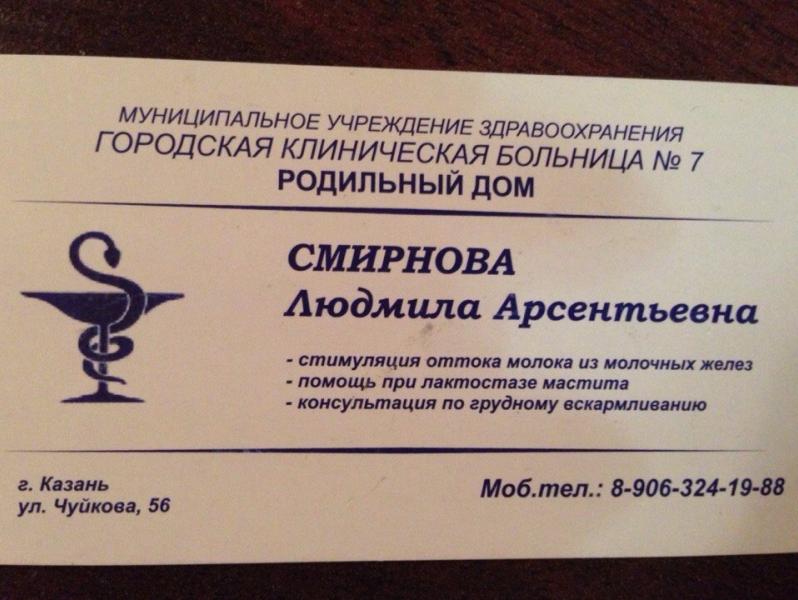 МУНИЦИПАЛЬНОЕ УЧРЕЖДЕНИЕ ЗДРАВООХРАНЕНИЯ
ГОРОДСКАЯ КЛИНИЧЕСКАЯ БОЛЬНИЦА № 7
РОДИЛЬНЫЙ ДОМ
СМИРНОВА
Людмила Арсентьевна
- стимуляция оттока молока из молочных желез
- помощь при лактостазе мастита
- консультация по грудному вскармливанию
г. Казань
ул. Чуйкова, 56
Моб.тел.: 8-906-324-19-88